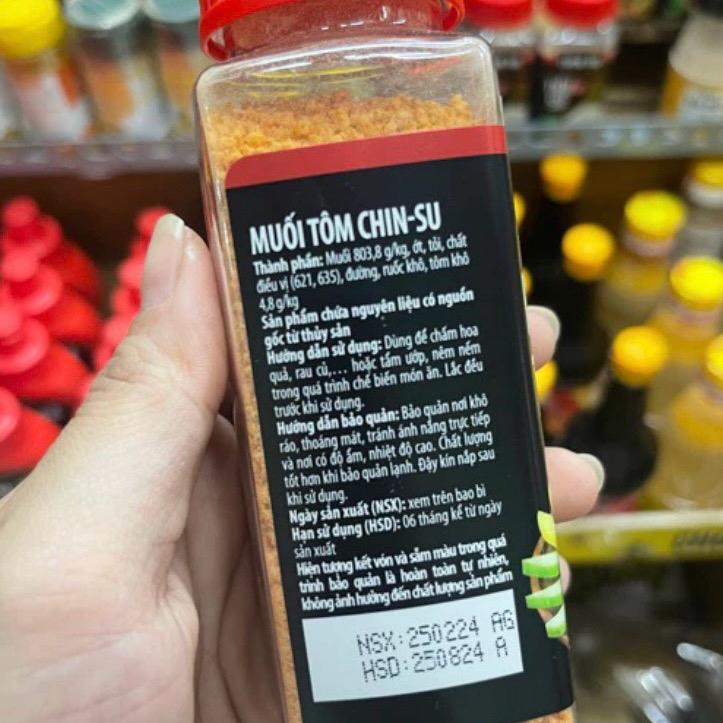 MUỐI TÔM CHIN-SU
Thành phần: Muối 803,8 g/kg, ớt, tỏi, chất
điều vị (621, 635), đường, ruốc khô, tôm khô
4,8 g/kg
Sản phẩm chứa nguyên liệu có nguồn
gốc từ thủy sản
Hướng dẫn sử dụng: Dùng để chấm hoa
quả, rau củ,... hoặc tẩm ướp, nêm nếm
trong quá trình chế biến món ăn. Lắc đều
trước khi sử dụng.
Hướng dẫn bảo quản: Bảo quản nơi khô
ráo, thoáng mát, tránh ánh nắng trực tiếp
và nơi có độ ẩm, nhiệt độ cao. Chất lượng
tốt hơn khi bảo quản lạnh. Đậy kín nắp sau
khi sử dụng.
Ngày sản xuất (NSX): xem trên bao bì
Hạn sử dụng (HSD): 06 tháng kể từ ngày
sản xuất
Hiện tượng kết vón và sẫm màu trong quá
trình bảo quản là hoàn toàn tự nhiên,
không ảnh hưởng đến chất lượng sản phẩm
NSX:250224 AG
HSD:250824 A